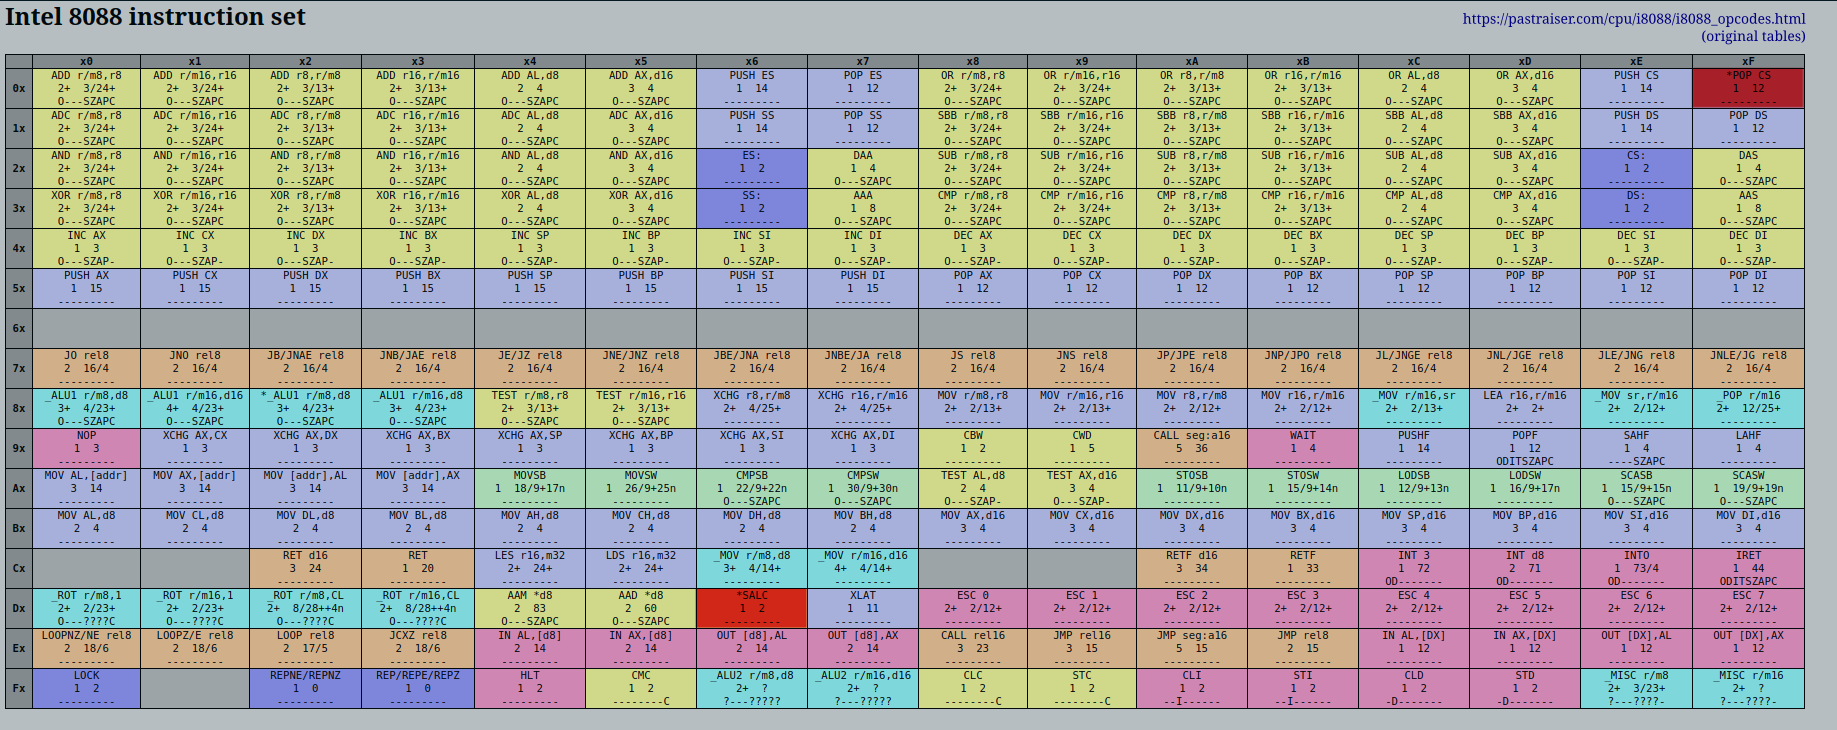 Intel 8088 instruction set
https://pastraiser.com/cpu/i8088/i8088_opcodes.html
(original tables)
x0 x1 x2 x3 x4 x5 x6 x7 x8 x9 xA xB xC xD xE xF
ADD r/m8,r8 ADD r/m16,r16 ADD r8,r/m8 ADD r16,r/m16 ADD AL,d8 ADD AX,d16 PUSH ES POP ES OR r/m8,r8 OR r/m16,r16 OR r8,r/m8 OR r16,r/m16 OR AL,d8 OR AX,d16 PUSH CS *POP CS
0x 2+ 3/24+ 2+ 3/24+ 2+ 3/13+ 2+ 3/13+ 2 4 3 4 1 14 1 12 2+ 3/24+ 2+ 3/24+ 2+ 3/13+ 2+ 3/13+ 2 4 3 4 1 14 1 12
O---SZAPC O---SZAPC O---SZAPC O---SZAPC O---SZAPC O---SZAPC --------- --------- O---SZAPC O---SZAPC O---SZAPC O---SZAPC O---SZAPC O---SZAPC --------- ---------
ADC r/m8,r8 ADC r/m16,r16 ADC r8,r/m8 ADC r16,r/m16 ADC AL,d8 ADC AX,d16 PUSH SS POP SS SBB r/m8,r8 SBB r/m16,r16 SBB r8,r/m8 SBB r16,r/m16 SBB AL,d8 SBB AX,d16 PUSH DS POP DS
1x 2+ 3/24+ 2+ 3/24+ 2+ 3/13+ 2+ 3/13+ 2 4 3 4 1 14 1 12 2+ 3/24+ 2+ 3/24+ 2+ 3/13+ 2+ 3/13+ 2 4 3 4 1 14 1 12
O---SZAPC O---SZAPC O---SZAPC O---SZAPC O---SZAPC O---SZAPC --------- --------- O---SZAPC O---SZAPC O---SZAPC O---SZAPC O---SZAPC O---SZAPC --------- ---------
AND r/m8,r8 AND r/m16,r16 AND r8,r/m8 AND r16,r/m16 AND AL,d8 AND AX,d16 ES: DAA SUB r/m8,r8 SUB r/m16,r16 SUB r8,r/m8 SUB r16,r/m16 SUB AL,d8 SUB AX,d16 CS: DAS
2x 2+ 3/24+ 2+ 3/24+ 2+ 3/13+ 2+ 3/13+ 2 4 3 4 1 2 1 4 2+ 3/24+ 2+ 3/24+ 2+ 3/13+ 2+ 3/13+ 2 4 3 4 1 2 1 4
O---SZAPC O---SZAPC O---SZAPC O---SZAPC O---SZAPC O---SZAPC --------- O---SZAPC O---SZAPC O---SZAPC O---SZAPC O---SZAPC O---SZAPC O---SZAPC --------- O---SZAPC
XOR r/m8,r8 XOR r/m16,r16 XOR r8,r/m8 XOR r16,r/m16 XOR AL,d8 XOR AX,d16 SS: AAA CMP r/m8,r8 CMP r/m16,r16 CMP r8,r/m8 CMP r16,r/m16 CMP AL,d8 CMP AX,d16 DS: AAS
3x 2+ 3/24+ 2+ 3/24+ 2+ 3/13+ 2+ 3/13+ 2 4 3 4 1 2 1 8 2+ 3/24+ 2+ 3/24+ 2+ 3/13+ 2+ 3/13+ 2 4 3 4 1 2 1 8
O---SZAPC O---SZAPC O---SZAPC O---SZAPC O---SZAPC O---SZAPC --------- O---SZAPC O---SZAPC O---SZAPC O---SZAPC O---SZAPC O---SZAPC O---SZAPC --------- O---SZAPC
INC AX INC CX INC DX INC BX INC SP INC BP INC SI INC DI DEC AX DEC CX DEC DX DEC BX DEC SP DEC BP DEC SI DEC DI
4x 1 3 1 3 1 3 1 3 1 3 1 3 1 3 1 3 1 3 1 3 1 3 1 3 1 3 1 3 1 3 1 3
O---SZAP- O---SZAP- O---SZAP- O---SZAP- O---SZAP- O---SZAP- O---SZAP- O---SZAP- O---SZAP- O---SZAP- O---SZAP- O---SZAP- O---SZAP- O---SZAP- O---SZAP- O---SZAP-
PUSH AX PUSH CX PUSH DX PUSH BX PUSH SP PUSH BP PUSH SI PUSH DI POP AX POP CX POP DX POP BX POP SP POP BP POP SI POP DI
5x 1 15 1 15 1 15 1 15 1 15 1 15 1 15 1 15 1 12 1 12 1 12 1 12 1 12 1 12 1 12 1 12
--------- --------- --------- --------- --------- --------- --------- --------- --------- --------- --------- --------- --------- --------- --------- ---------
6x
JO rel8 JNO rel8 JB/JNAE rel8 JNB/JAE rel8 JE/JZ rel8 JNE/JNZ rel8 JBE/JNA rel8 JNBE/JA rel8 JS rel8 JNS rel8 JP/JPE rel8 JNP/JPO rel8 JL/JNGE rel8 JNL/JGE rel8 JLE/JNG rel8 JNLE/JG rel8
7x 2 16/4 2 16/4 2 16/4 2 16/4 2 16/4 2 16/4 2 16/4 2 16/4 2 16/4 2 16/4 2 16/4 2 16/4 2 16/4 2 16/4 2 16/4 2 16/4
--------- --------- --------- --------- --------- --------- --------- --------- --------- --------- --------- --------- --------- --------- --------- ---------
_ALU1 r/m8,d8 _ALU1 r/m16,d16 *_ALU1 r/m8,d8 _ALU1 r/m16,d8 TEST r/m8,r8 TEST r/m16,r16 XCHG r8,r/m8 XCHG r16,r/m16 MOV r/m8,r8 MOV r/m16,r16 MOV r8,r/m8 MOV r16,r/m16 _MOV r/m16,sr LEA r16,r/m16 _MOV sr,r/m16 _POP r/m16
8x 3+ 4/23+ 4+ 4/23+ 3+ 4/23+ 3+ 4/23+ 2+ 3/13+ 2+ 3/13+ 2+ 4/25+ 2+ 4/25+ 2+ 2/13+ 2+ 2/13+ 2+ 2/12+ 2+ 2/12+ 2+ 2/13+ 2+ 2+ 2+ 2/12+ 2+ 12/25+
O---SZAPC O---SZAPC O---SZAPC O---SZAPC O---SZAPC O---SZAPC --------- --------- --------- --------- --------- --------- --------- --------- --------- ---------
NOP XCHG AX,CX XCHG AX,DX XCHG AX,BX XCHG AX,SP XCHG AX,BP XCHG AX,SI XCHG AX,DI CBW CWD CALL seg:a16 WAIT PUSHF POPF SAHF LAHF
9x 1 3 1 3 1 3 1 3 1 3 1 3 1 3 1 3 1 2 1 5 5 36 1 4 1 14 1 12 1 4 1 4
--------- --------- --------- --------- --------- --------- --------- --------- --------- --------- --------- --------- --------- ODITSZAPC ----SZAPC ---------
MOV AL,[addr] MOV AX,[addr] MOV [addr],AL MOV [addr],AX MOVSB MOVSW CMPSB CMPSW TEST AL,d8 TEST AX,d16 STOSB STOSW LODSB LODSW SCASB SCASW
Ax 3 14 3 14 3 14 3 14 1 18/9+17n 1 26/9+25n 1 22/9+22n 1 30/9+30n 2 4 3 4 1 11/9+10n 1 15/9+14n 1 12/9+13n 1 16/9+17n 1 15/9+15n 1 19/9+19n
--------- --------- --------- --------- --------- --------- O---SZAPC O---SZAPC O---SZAP- O---SZAP- --------- --------- --------- --------- O---SZAPC O---SZAPC
MOV AL,d8 MOV CL,d8 MOV DL,d8 MOV BL,d8 MOV AH,d8 MOV CH,d8 MOV DH,d8 MOV BH,d8 MOV AX,d16 MOV CX,d16 MOV DX,d16 MOV BX,d16 MOV SP,d16 MOV BP,d16 MOV SI,d16 MOV DI,d16
Bx 2 4 2 4 2 4 2 4 2 4 2 4 2 4 2 4 3 4 3 4 3 4 3 4 3 4 3 4 3 4 3 4
--------- --------- --------- --------- --------- --------- --------- --------- --------- --------- --------- --------- --------- --------- --------- ---------
RET d16 RET LES r16,m32 LDS r16,m32 _MOV r/m8,d8 _MOV r/m16,d16 RETF d16 RETF INT 3 INT d8 INTO IRET
Cx 3 24 1 20 2+ 24+ 2+ 24+ 3+ 4/14+ 4+ 4/14+ 3 34 1 33 1 72 2 71 1 73/4 1 44
--------- --------- --------- --------- --------- --------- --------- --------- OD------- OD------- OD------- ODITSZAPC
_ROT r/m8,1 _ROT r/m16,1 _ROT r/m8,CL _ROT r/m16,CL AAM *d8 AAD *d8 *SALC XLAT ESC 0 ESC 1 ESC 2 ESC 3 ESC 4 ESC 5 ESC 6 ESC 7
Dx 2+ 2/23+ 2+ 2/23+ 2+ 8/28++4n 2+ 8/28++4n 2 83 2 60 1 2 1 11 2+ 2/12+ 2+ 2/12+ 2+ 2/12+ 2+ 2/12+ 2+ 2/12+ 2+ 2/12+ 2+ 2/12+ 2+ 2/12+
O---????C O---????C O---????C O---????C O---SZAPC O---SZAPC --------- --------- --------- --------- --------- --------- --------- --------- --------- ---------
LOOPNZ/NE rel8 LOOPZ/E rel8 LOOP rel8 JCXZ rel8 IN AL,[d8] IN AX,[d8] OUT [d8],AL OUT [d8],AX CALL rel16 JMP rel16 JMP seg:a16 JMP rel8 IN AL,[DX] IN AX,[DX] OUT [DX],AL OUT [DX],AX
Ex 2 18/6 2 18/6 2 17/5 2 18/6 2 14 2 14 2 14 2 14 3 23 3 15 5 15 2 15 1 12 1 12 1 12 1 12
--------- --------- --------- --------- --------- --------- --------- --------- --------- --------- --------- --------- --------- --------- --------- ---------
LOCK REPNE/REPNZ REP/REPE/REPZ HLT CMC _ALU2 r/m8,d8 _ALU2 r/m16,d16 CLC STC CLI STI CLD STD _MISC r/m8 _MISC r/m16
Fx 1 2 1 0 1 0 1 2 1 2 2+ ? 2+ ? 1 2 1 2 1 2 1 2 1 2 1 2 2+ 3/23+ 2+ ?
--------- --------- --------- --------- --------C ?---????? ?---????? --------C --------C --I------ --I------ -D------- -D------- ?---????- ?---????-